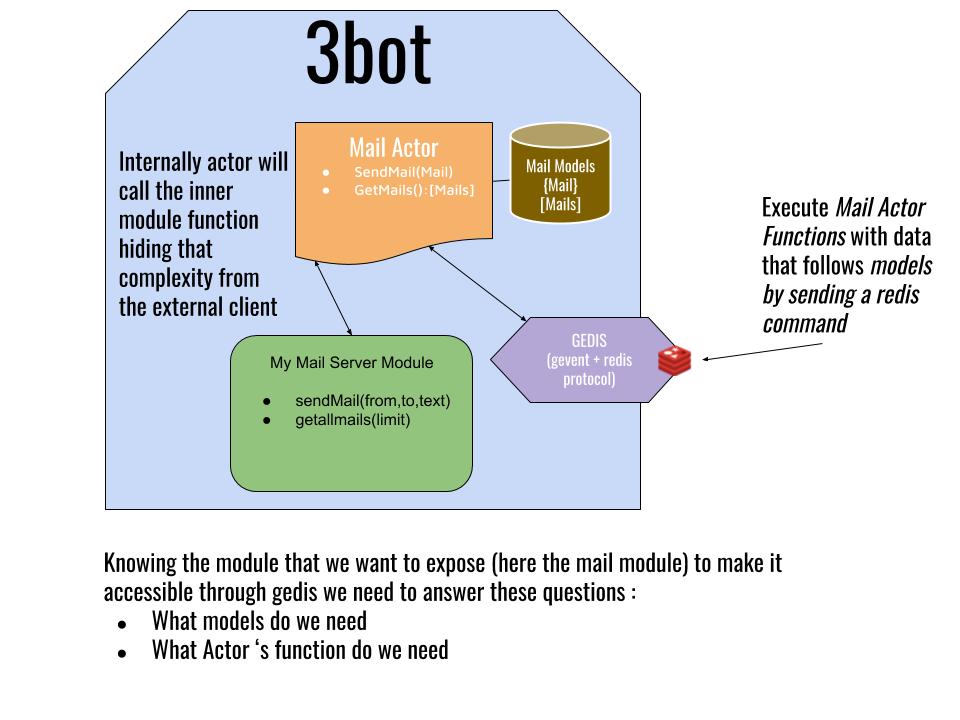 3bot
Internally actor will
call the inner
module function
hiding that
complexity from
the external client
Mail Actor
● SendMail(Mail)
● GetMails():[Mails]
Mail Models
{Mail}
[Mails]
Execute Mail Actor
Functions with data
that follows models
by sending a redis
command
GEDIS
(gevent + redis
protocol)
My Mail Server Module
● sendMail(from,to,text)
● getallmails(limit)
Knowing the module that we want to expose (here the mail module) to make it
accessible through gedis we need to answer these questions :
● What models do we need
● What Actor ‘s function do we need